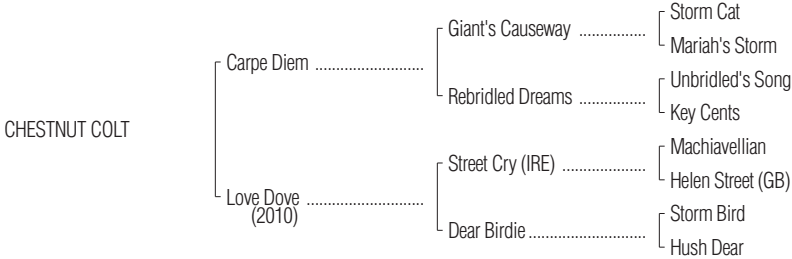 Storm Cat
Giant's Causeway ................
Mariah's Storm
Carpe Diem ..........................
Unbridled's Song
Rebridled Dreams ................
Key Cents
CHESTNUT COLT
Machiavellian
Street Cry (IRE) ....................
Helen Street (GB)
Love Dove ............................
(2010)
Storm Bird
Dear Birdie ............................
Hush Dear